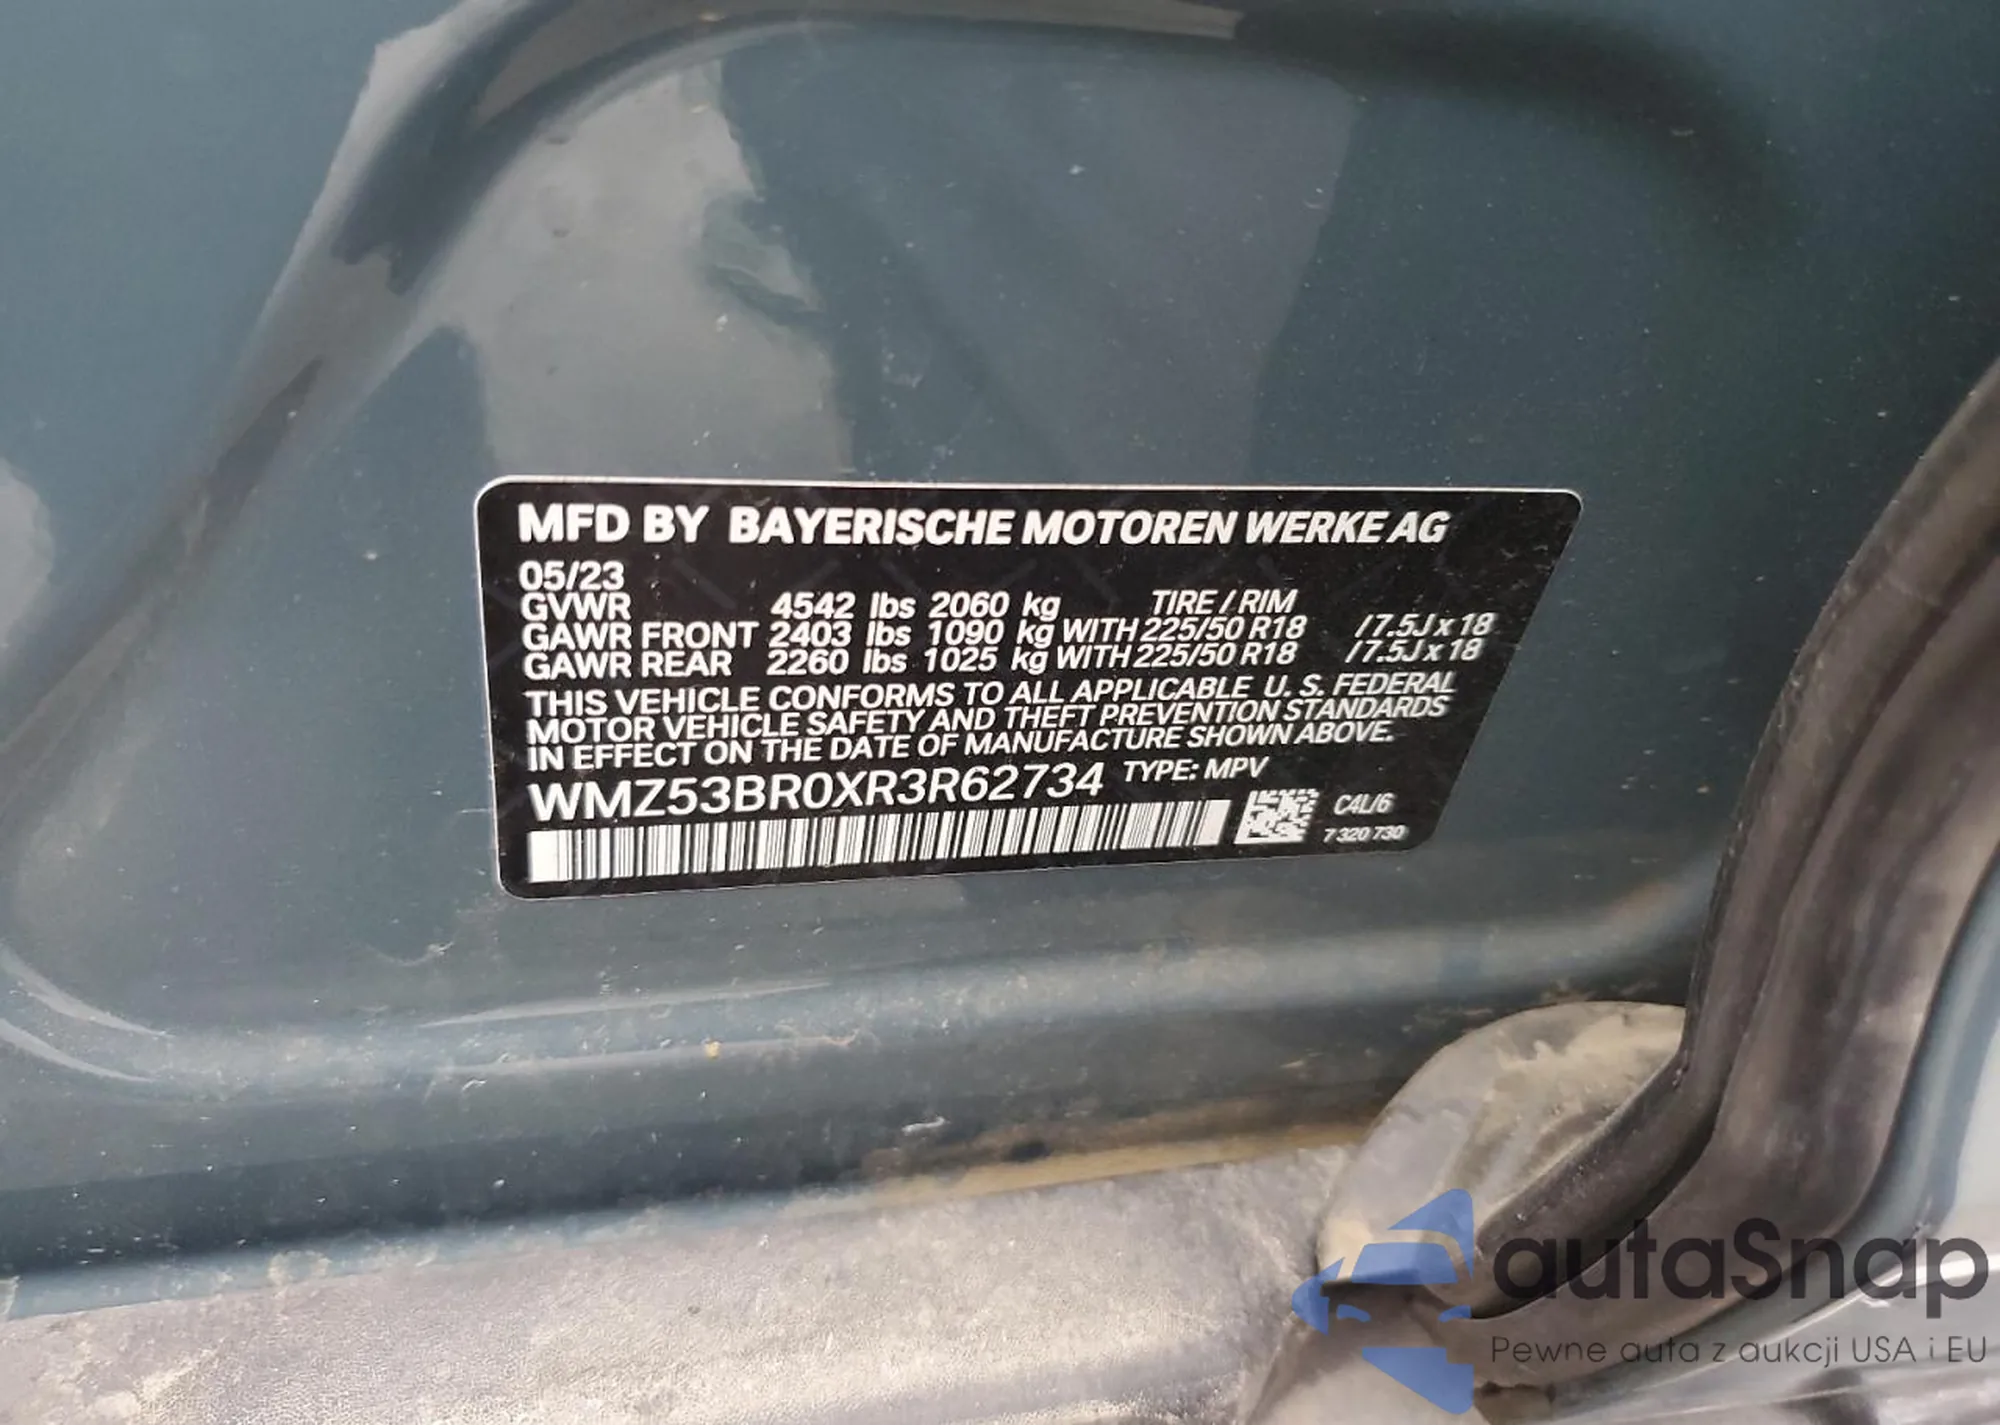 MFD BY BAYERISCHE MOTOREN WERKE AG
05/23
GVWR 4542 lbs 2060 kg TIRE / RIM
GAWR FRONT 2403 lbs 1090 kg WITH 225/50 R18 / 7.5J x 18
GAWR REAR 2260 lbs 1025 kg WITH 225/50 R18 / 7.5J x 18
THIS VEHICLE CONFORMS TO ALL APPLICABLE U. S. FEDERAL
MOTOR VEHICLE SAFETY AND THEFT PREVENTION STANDARDS
IN EFFECT ON THE DATE OF MANUFACTURE SHOWN ABOVE.
WMZ53BR0XR3R62734 TYPE: MPV
C4L/6
7 320 730
autaSnap
Pewne auta z aukcji USA i EU